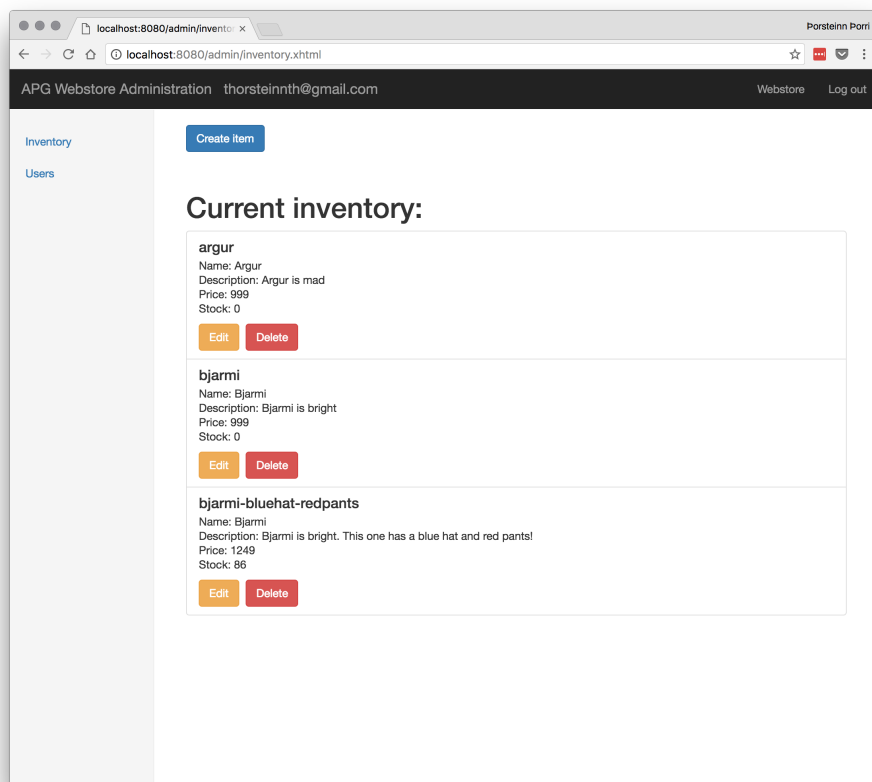 localhost:8080/admin/inventor
Þorsteinn Þorri
localhost:8080/admin/inventory.xhtml
APG Webstore Administration thorsteinnth@gmail.com Webstore Log out
Inventory
Users
Create item
Current inventory:
argur
Name: Argur
Description: Argur is mad
Price: 999
Stock: 0
Edit Delete
bjarmi
Name: Bjarmi
Description: Bjarmi is bright
Price: 999
Stock: 0
Edit Delete
bjarmi-bluehat-redpants
Name: Bjarmi
Description: Bjarmi is bright. This one has a blue hat and red pants!
Price: 1249
Stock: 86
Edit Delete